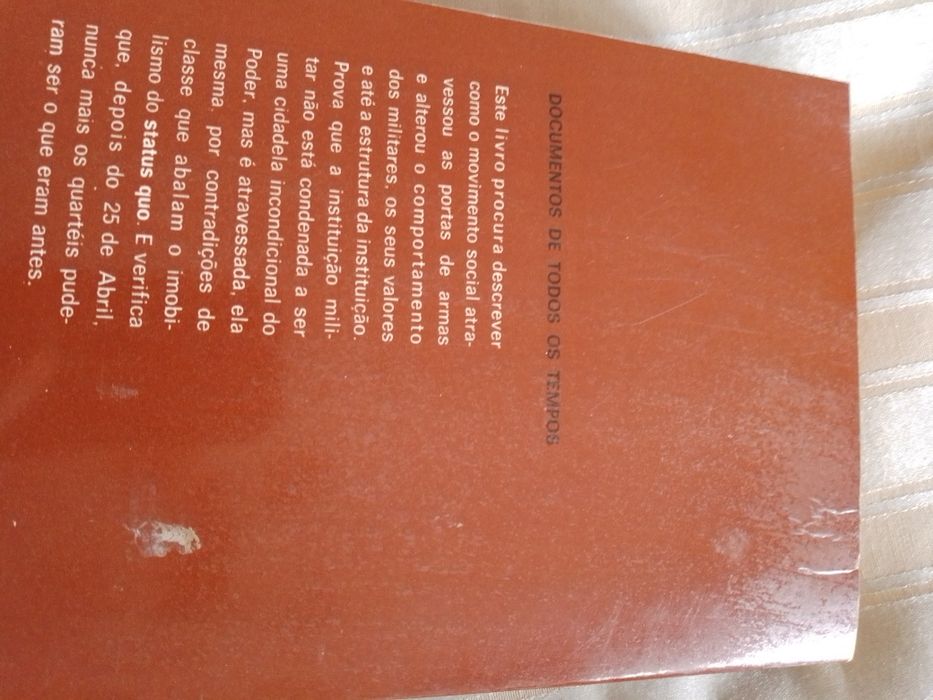 DOCUMENTOS DE TODOS OS TEMPOS
Este livro procura descrever
como o movimento social atra-
vessou as portas de armas
e alterou o comportamento
dos militares, os seus valores
e até a estrutura da instituição.
Prova que a instituição mili-
tar não está condenada a ser
uma cidadela incondicional do
Poder, mas é atravessada, ela
mesma, por contradições de
classe que abalam o imobi-
lismo do status quo. E verifica
que, depois do 25 de Abril,
nunca mais os quartéis pude-
ram ser o que eram antes.